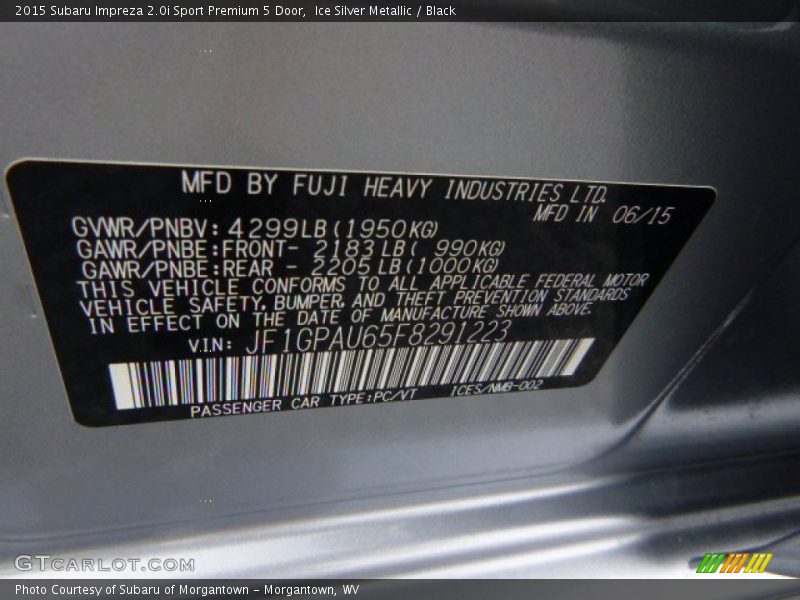 2015 Subaru Impreza 2.0i Sport Premium 5 Door,  Ice Silver Metallic / Black
MFD BY FUJI HEAVY INDUSTRIES LTD.
MFD IN 06/15
GVWR/PNBV: 4299LB(1950KG)
GAWR/PNBE:FRONT- 2183LB( 990KG)
GAWR/PNBE:REAR - 2205LB(1000KG)
THIS VEHICLE CONFORMS TO ALL APPLICABLE FEDERAL MOTOR
VEHICLE SAFETY, BUMPER, AND THEFT PREVENTION STANDARDS
IN EFFECT ON THE DATE OF MANUFACTURE SHOWN ABOVE.
VIN: JF1GPAU65F8291223
PASSENGER CAR TYPE:PC/VT ICES/NMB-002
GTCARLOT.COM
Photo Courtesy of Subaru of Morgantown - Morgantown, WV